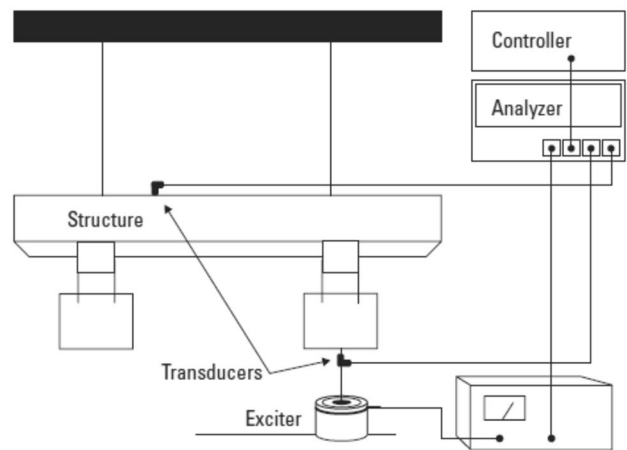 Controller
Analyzer
Structure
Transducers
Exciter